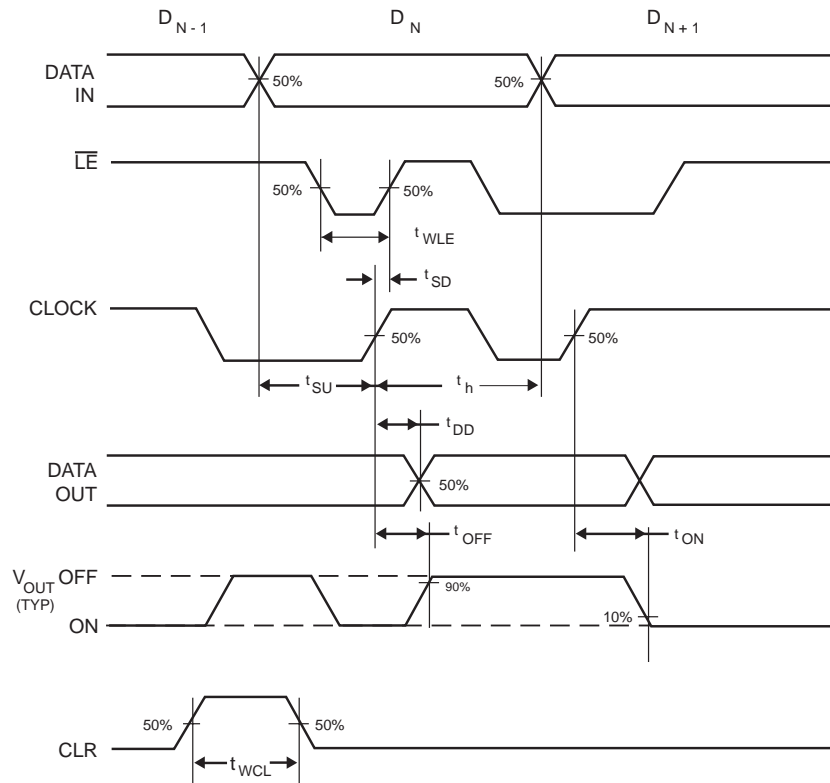 D N - 1 D N D N + 1
DATA IN 50% 50%
LE 50% 50%
t WLE
t SD
CLOCK 50% 50%
t SU t h
t DD
DATA OUT 50%
t OFF t ON
V OUT (TYP) OFF 90%
ON 10%
50% 50%
CLR t WCL